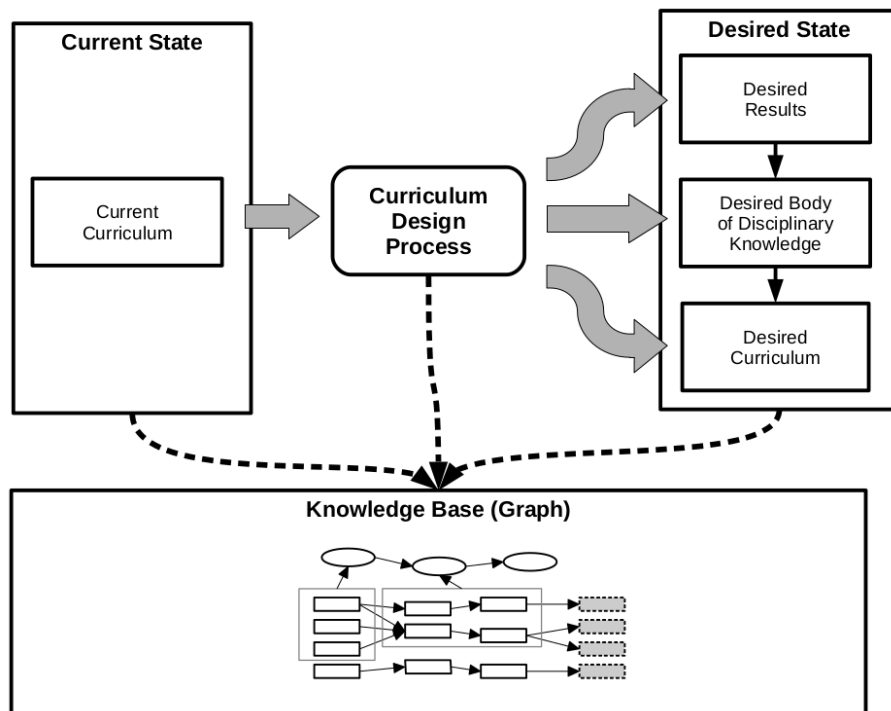 Current State
Current
Curriculum
Curriculum
Design
Process
Desired State
Desired
Results
Desired Body
of Disciplinary
Knowledge
Desired
Curriculum
Knowledge Base (Graph)